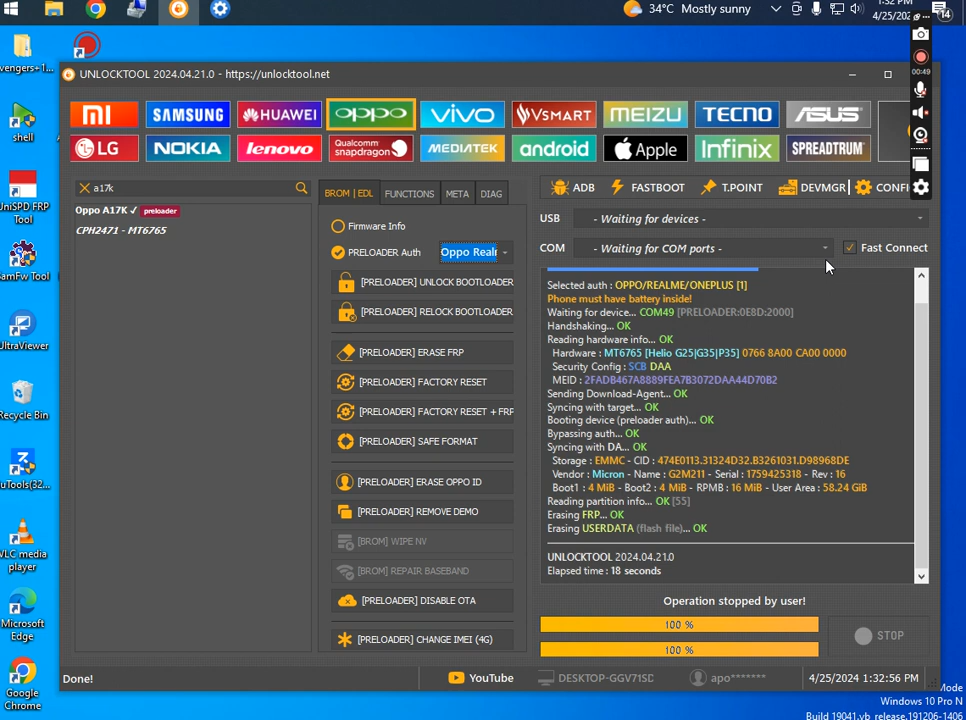 34°C Mostly sunny
1:32 PM
4/25/202
14
vengers+ 1...
shell
UniSPD FRP
Tool
SamFw Tool
UltraViewer
Recycle Bin
uTools(32...
VLC media
player
Microsoft
Edge
Google
Chrome
00:49
UNLOCKTOOL 2024.04.21.0 - https://unlocktool.net
mi
SAMSUNG
HUAWEI
oppo
vivo
VSMART
MEIZU
TECNO
ASUS
LG
NOKIA
lenovo
Qualcomm
snapdragon
MEDIATEK
android
Apple
Infinix
SPREADTRUM
a17k
Oppo A17K ✓ preloader
CPH2471 - MT6765
BROM | EDL
FUNCTIONS
META
DIAG
Firmware Info
PRELOADER Auth
Oppo Real
[PRELOADER] UNLOCK BOOTLOADER
[PRELOADER] RELOCK BOOTLOADER
[PRELOADER] ERASE FRP
[PRELOADER] FACTORY RESET
[PRELOADER] FACTORY RESET + FRP
[PRELOADER] SAFE FORMAT
[PRELOADER] ERASE OPPO ID
[PRELOADER] REMOVE DEMO
[BROM] WIPE NV
[BROM] REPAIR BASEBAND
[PRELOADER] DISABLE OTA
[PRELOADER] CHANGE IMEI (4G)
ADB
FASTBOOT
T.POINT
DEVMGR
CONFI
USB - Waiting for devices -
COM - Waiting for COM ports -
Fast Connect
Selected auth : OPPO/REALME/ONEPLUS [1]
Phone must have battery inside!
Waiting for device... COM49 [PRELOADER:0E8D:2000]
Handshaking... OK
Reading hardware info... OK
Hardware : MT6765 [Helio G25|G35|P35] 0766 8A00 CA00 0000
Security Config : SCB DAA
MEID : 2FADB467A8889FEA7B3072DAA44D70B2
Sending Download-Agent... OK
Syncing with target... OK
Booting device (preloader auth)... OK
Bypassing auth... OK
Syncing with DA... OK
Storage : EMMC - CID : 474E0113.31324D32.B3261031.D98968DE
Vendor : Micron - Name : G2M211 - Serial : 1759425318 - Rev : 16
Boot1 : 4 MiB - Boot2 : 4 MiB - RPMB : 16 MiB - User Area : 58.24 GiB
Reading partition info... OK [55]
Erasing FRP... OK
Erasing USERDATA (flash file)... OK
UNLOCKTOOL 2024.04.21.0
Elapsed time : 18 seconds
Operation stopped by user!
100 %
100 %
STOP
Done!
YouTube
DESKTOP-GGV71SD
apo*******
4/25/2024 1:32:56 PM
Mode
Windows 10 Pro N
Build 19041.vb_release.191206-1406